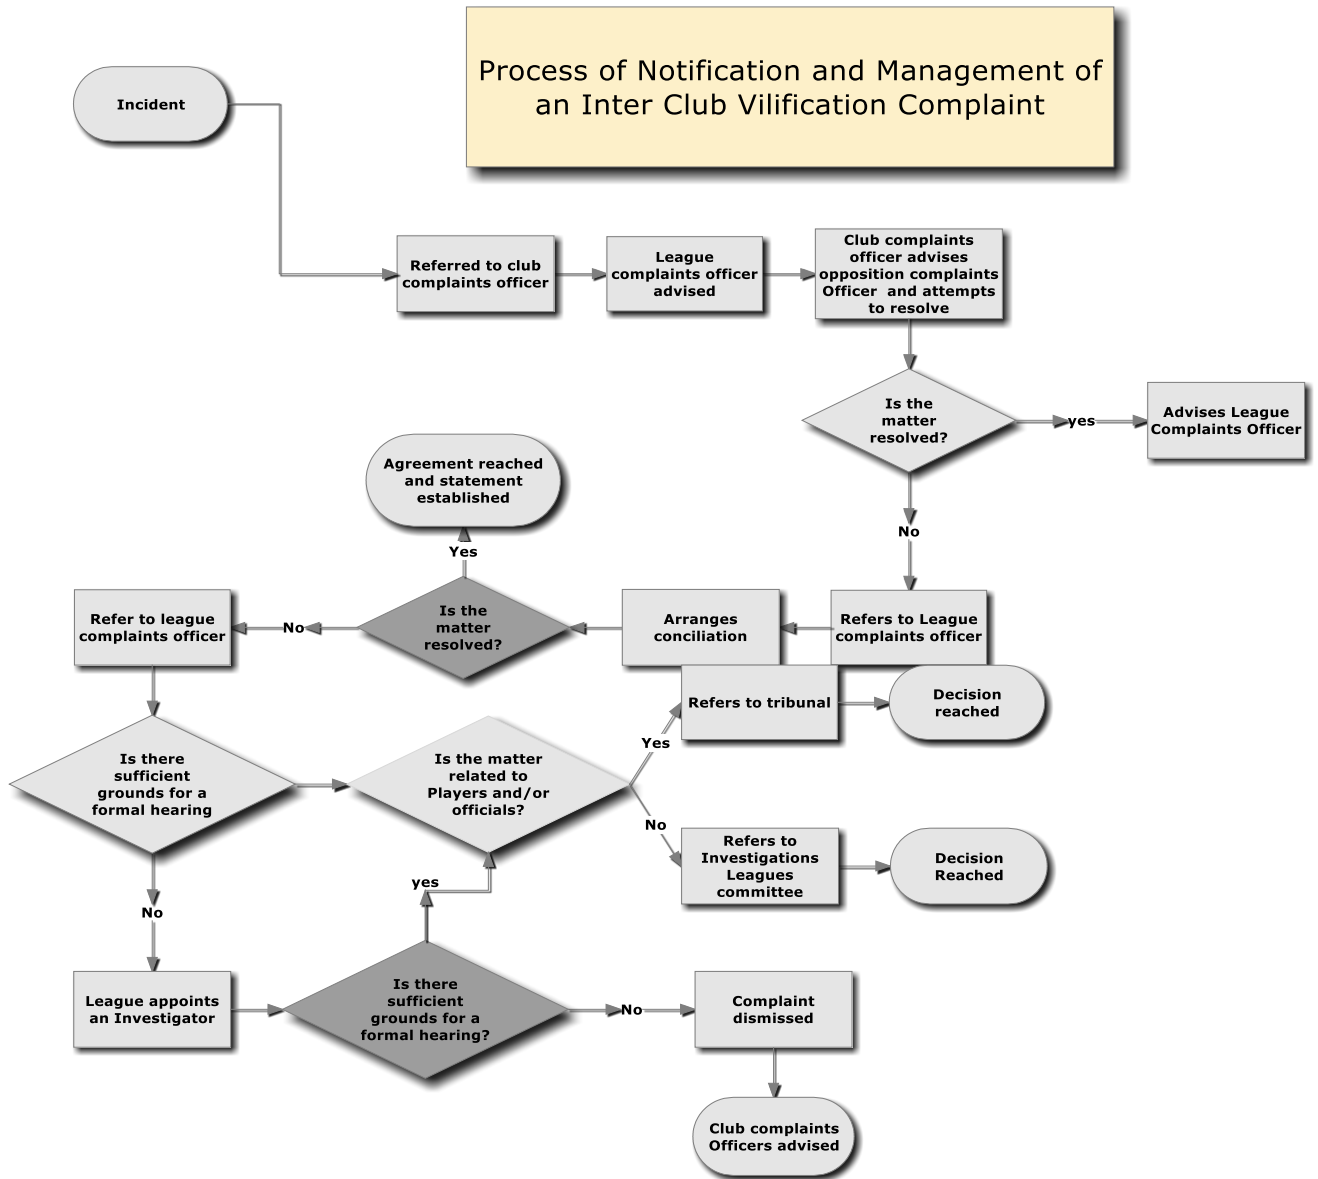 Process of Notification and Management of
an Inter Club Vilification Complaint
Incident
Referred to club
complaints officer
League
complaints officer
advised
Club complaints
officer advises
opposition complaints
Officer and attempts
to resolve
Is the
matter
resolved?
yes
Advises League
Complaints Officer
No
Refers to League
complaints officer
Arranges
conciliation
Is the
matter
resolved?
Yes
Agreement reached
and statement
established
No
Refer to league
complaints officer
Is there
sufficient
grounds for a
formal hearing
Is the matter
related to
Players and/or
officials?
Yes
Refers to tribunal
Decision
reached
No
Refers to
Investigations
Leagues
committee
Decision
Reached
No
League appoints
an Investigator
Is there
sufficient
grounds for a
formal hearing?
yes
No
Complaint
dismissed
Club complaints
Officers advised